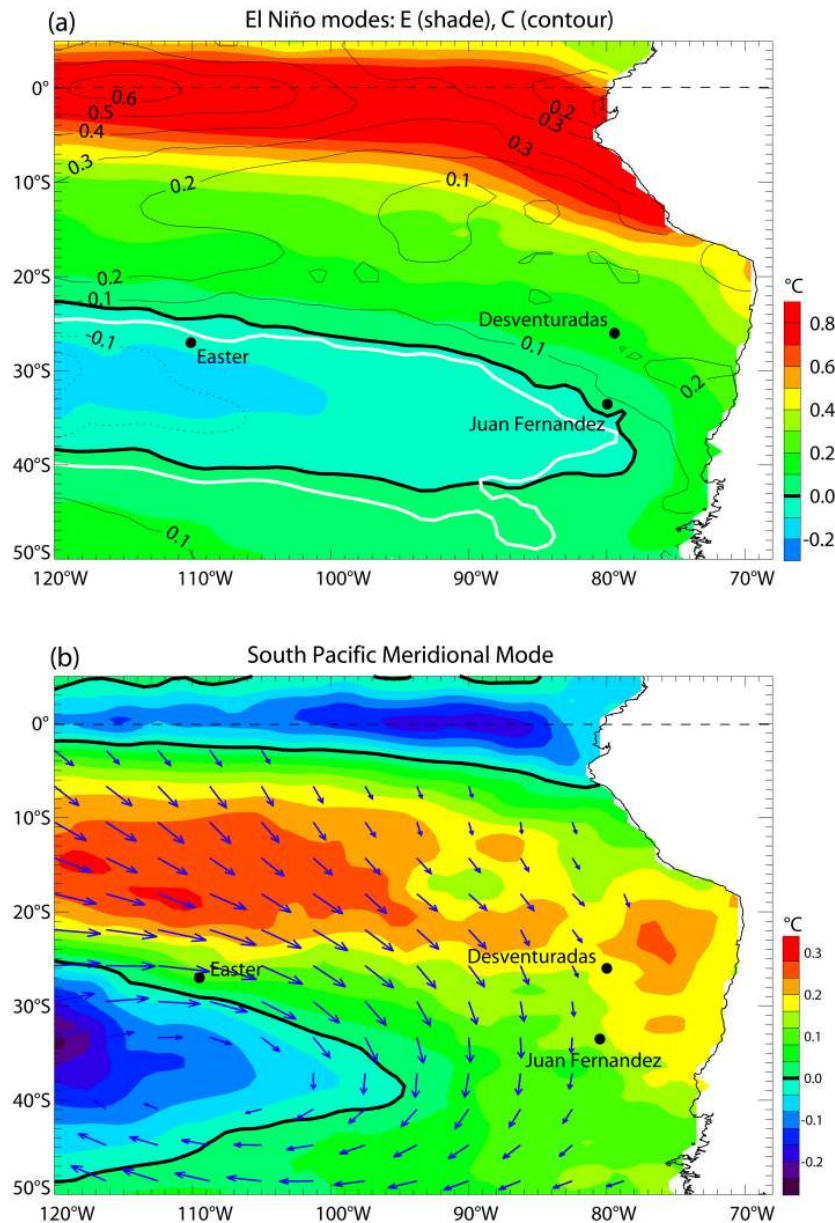 (a) El Niño modes: E (shade), C (contour)
0°
10°S
20°S
30°S
40°S
50°S
0.6
0.5
0.4
0.3
0.2
0.2
0.3
0.3
0.1
0.2
0.2
0.1
-0.1
0.1
0.2
0.1
Desventuradas
Easter
Juan Fernandez
°C
0.8
0.6
0.4
0.2
0.0
-0.2
120°W 110°W 100°W 90°W 80°W 70°W
(b) South Pacific Meridional Mode
0°
10°S
20°S
30°S
40°S
50°S
Desventuradas
Easter
Juan Fernandez
°C
0.3
0.2
0.1
0.0
-0.1
-0.2
120°W 110°W 100°W 90°W 80°W 70°W